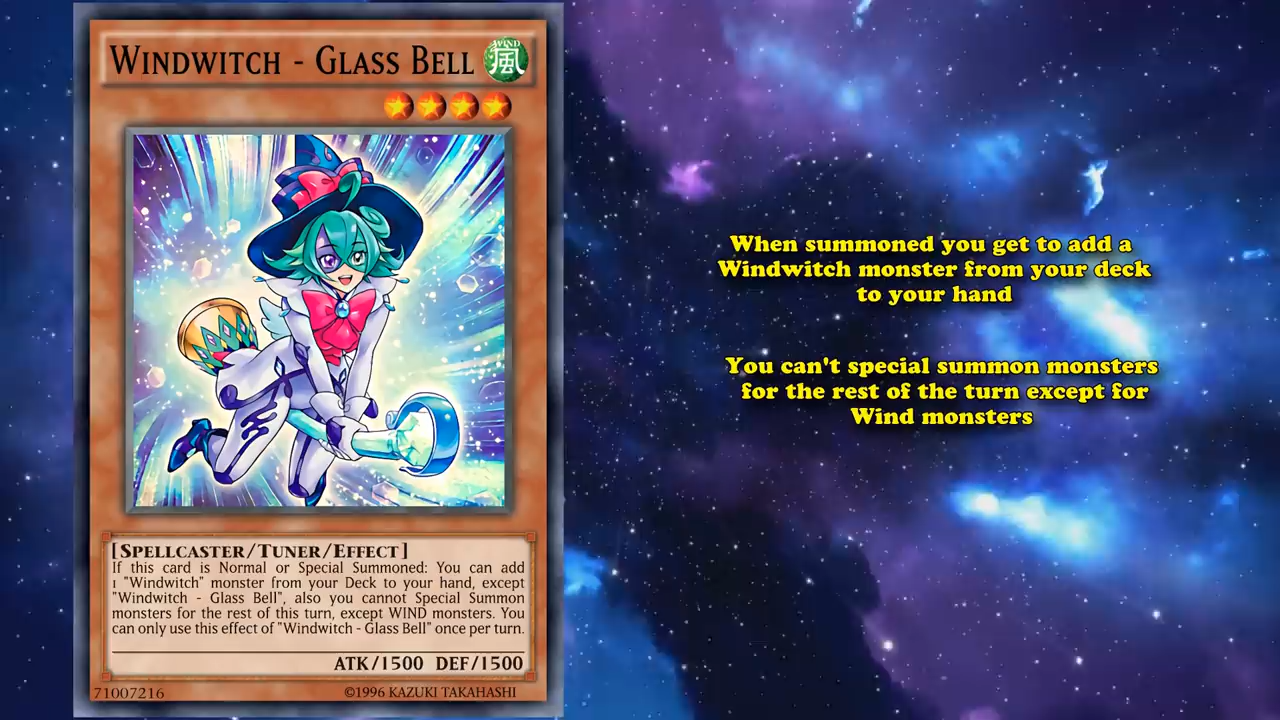 Windwitch - Glass Bell
WIND
風
[Spellcaster/Tuner/Effect]
If this card is Normal or Special Summoned: You can add
1 "Windwitch" monster from your Deck to your hand, except
"Windwitch - Glass Bell", also you cannot Special Summon
monsters for the rest of this turn, except WIND monsters. You
can only use this effect of "Windwitch - Glass Bell" once per turn.
ATK/1500 DEF/1500
71007216
©1996 KAZUKI TAKAHASHI
When summoned you get to add a
Windwitch monster from your deck
to your hand
You can't special summon monsters
for the rest of the turn except for
Wind monsters